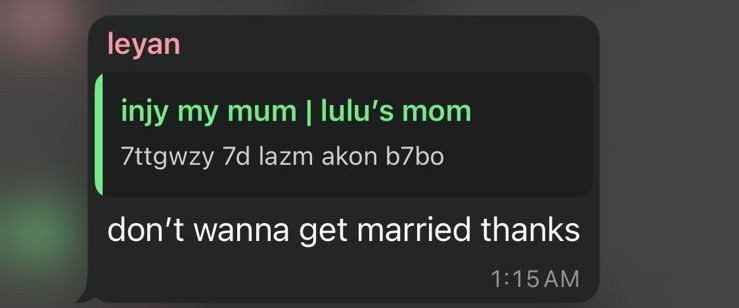 leyan
injy my mum | lulu’s mom
7ttgwzy 7d lazm akon b7bo
don’t wanna get married thanks
1:15 AM